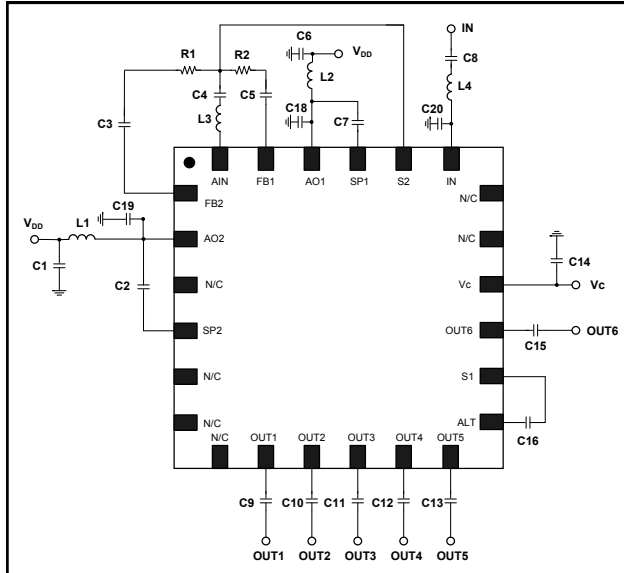 C6
IN
R1
R2
V_DD
C8
L2
C4
C5
L4
C3
L3
C18
C7
C20
AIN
FB1
AO1
SP1
S2
IN
FB2
N/C
C19
V_DD
L1
AO2
N/C
C1
C2
N/C
Vc
C14
Vc
SP2
OUT6
OUT6
C15
N/C
S1
N/C
ALT
C16
N/C
OUT1
OUT2
OUT3
OUT4
OUT5
C9
C10
C11
C12
C13
OUT1
OUT2
OUT3
OUT4
OUT5